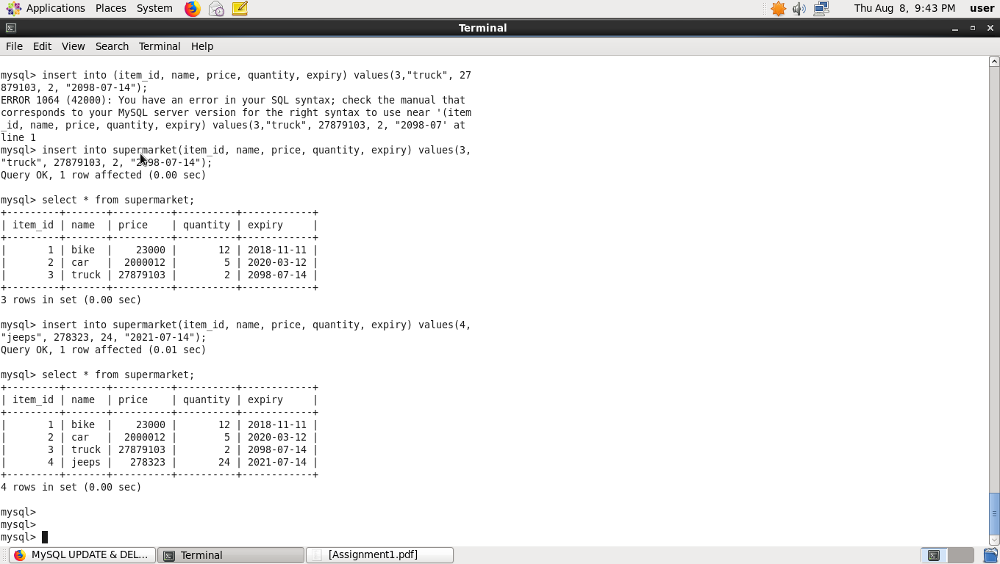 Applications Places System Thu Aug 8, 9:43 PM user
Terminal
File Edit View Search Terminal Help
mysql> insert into (item_id, name, price, quantity, expiry) values(3,"truck", 27
879103, 2, "2098-07-14");
ERROR 1064 (42000): You have an error in your SQL syntax; check the manual that
corresponds to your MySQL server version for the right syntax to use near '(item
_id, name, price, quantity, expiry) values(3,"truck", 27879103, 2, "2098-07' at
line 1
mysql> insert into supermarket(item_id, name, price, quantity, expiry) values(3,
"truck", 27879103, 2, "2098-07-14");
Query OK, 1 row affected (0.00 sec)
mysql> select * from supermarket;
+---------+-------+----------+----------+------------+
| item_id | name  | price    | quantity | expiry     |
+---------+-------+----------+----------+------------+
|       1 | bike  |    23000 |       12 | 2018-11-11 |
|       2 | car   |  2000012 |        5 | 2020-03-12 |
|       3 | truck | 27879103 |        2 | 2098-07-14 |
+---------+-------+----------+----------+------------+
3 rows in set (0.00 sec)
mysql> insert into supermarket(item_id, name, price, quantity, expiry) values(4,
"jeeps", 278323, 24, "2021-07-14");
Query OK, 1 row affected (0.01 sec)
mysql> select * from supermarket;
+---------+-------+----------+----------+------------+
| item_id | name  | price    | quantity | expiry     |
+---------+-------+----------+----------+------------+
|       1 | bike  |    23000 |       12 | 2018-11-11 |
|       2 | car   |  2000012 |        5 | 2020-03-12 |
|       3 | truck | 27879103 |        2 | 2098-07-14 |
|       4 | jeeps |   278323 |       24 | 2021-07-14 |
+---------+-------+----------+----------+------------+
4 rows in set (0.00 sec)
mysql>
mysql>
mysql>
MySQL UPDATE & DEL... Terminal [Assignment1.pdf]